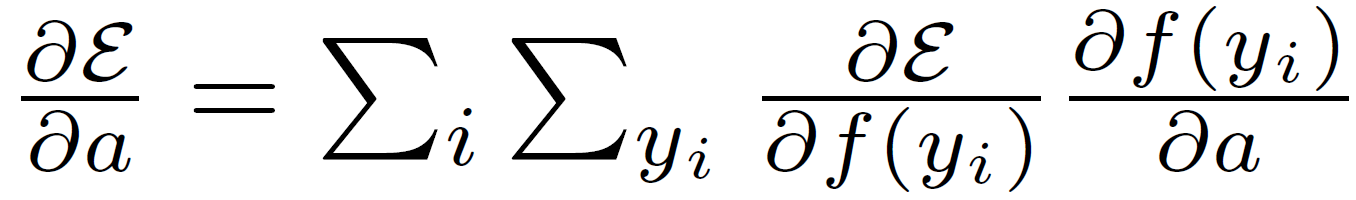 ∂ℰ/∂a = ∑_i ∑_{y_i} ∂ℰ/∂f(y_i) ∂f(y_i)/∂a